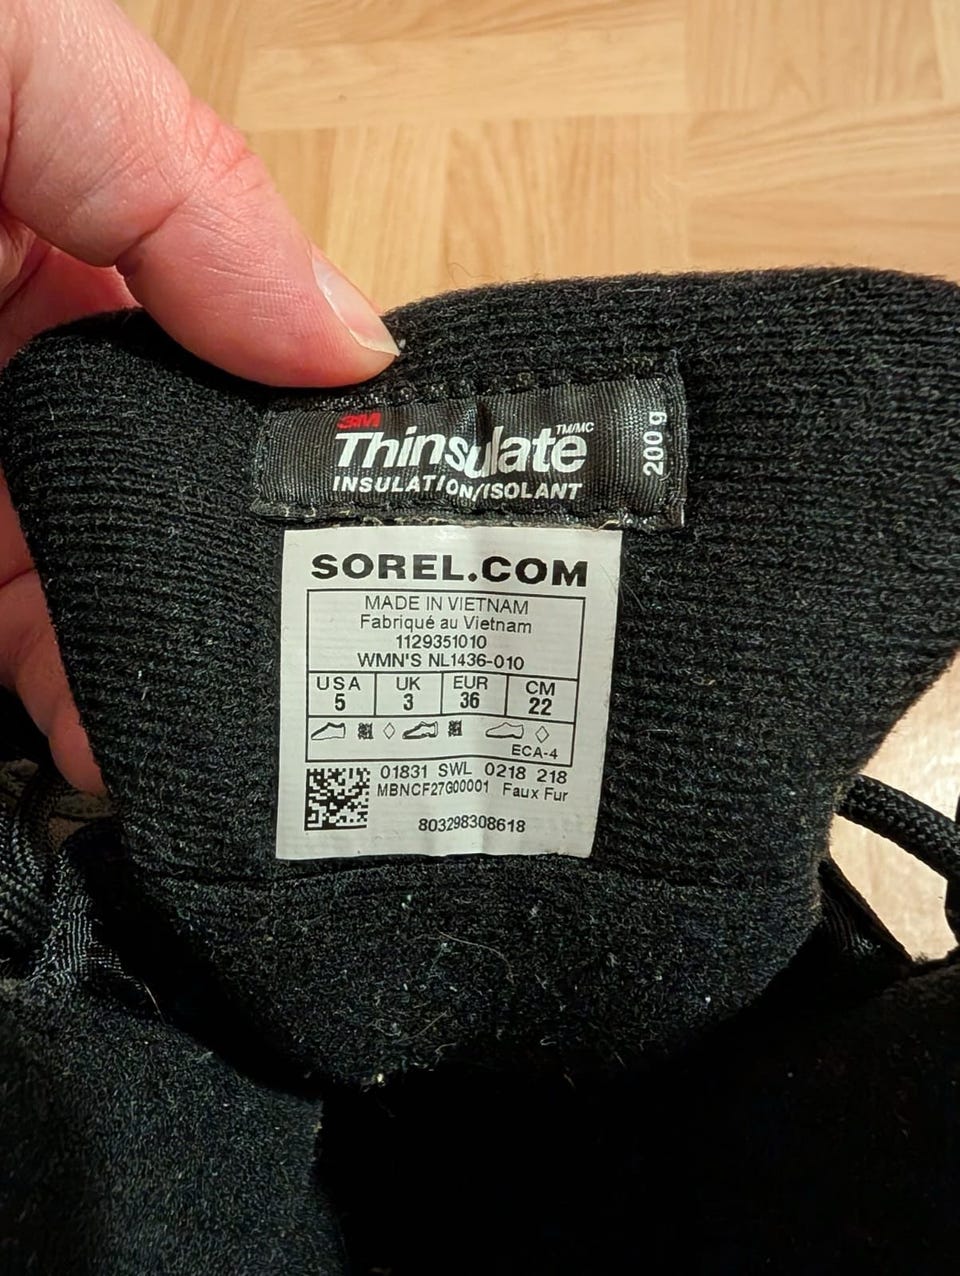 3M
Thinsulate TM/MC
INSULATION/ISOLANT
200 g
SOREL.COM
MADE IN VIETNAM
Fabriqué au Vietnam
1129351010
WMN'S NL1436-010
USA UK EUR CM
5 3 36 22
ECA-4
01831 SWL 0218 218
MBNCF27G00001 Faux Fur
803298308618